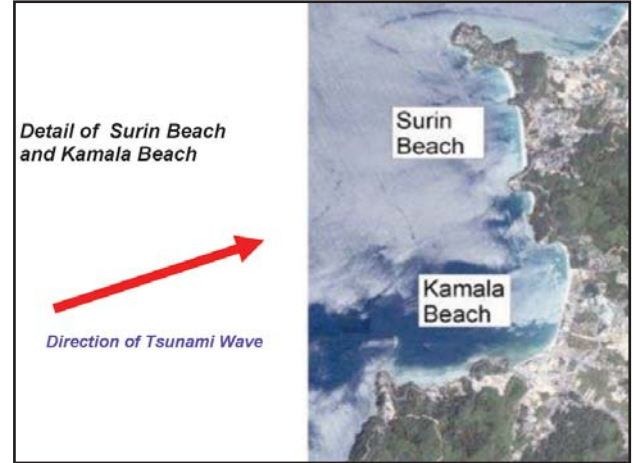 Detail of Surin Beach
and Kamala Beach
Direction of Tsunami Wave
Surin
Beach
Kamala
Beach